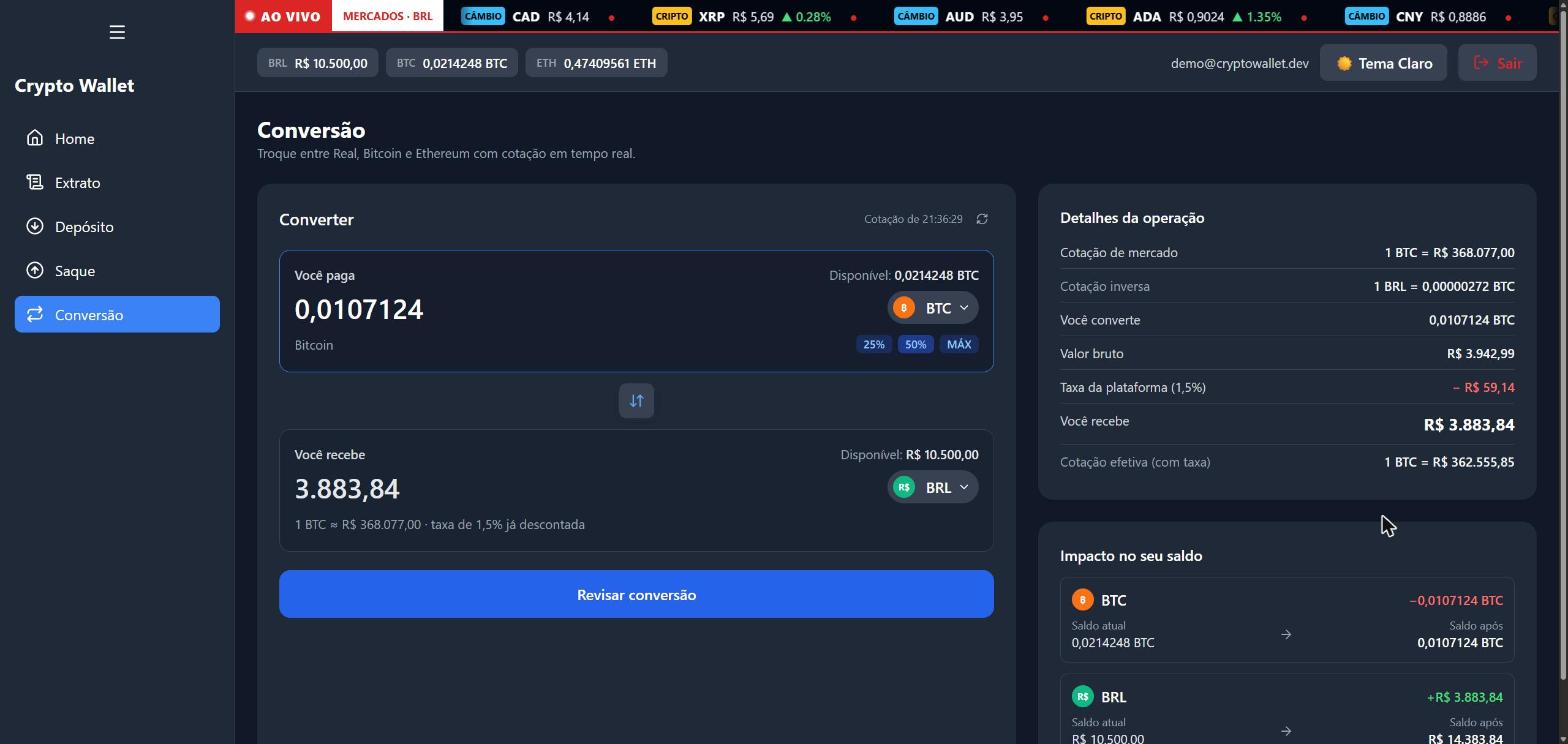 AO VIVO MERCADOS · BRL CÂMBIO CAD R$ 4,14 CRIPTO XRP R$ 5,69 ▲ 0.28% CÂMBIO AUD R$ 3,95 CRIPTO ADA R$ 0,9024 ▲ 1.35% CÂMBIO CNY R$ 0,8886
BRL R$ 10.500,00 BTC 0,0214248 BTC ETH 0,47409561 ETH demo@cryptowallet.dev Tema Claro Sair
Crypto Wallet
Home
Extrato
Depósito
Saque
Conversão
Conversão
Troque entre Real, Bitcoin e Ethereum com cotação em tempo real.
Converter Cotação de 21:36:29
Você paga Disponível: 0,0214248 BTC
0,0107124 BTC
Bitcoin 25% 50% MÁX
Você recebe Disponível: R$ 10.500,00
3.883,84 R$ BRL
1 BTC ≈ R$ 368.077,00 · taxa de 1,5% já descontada
Revisar conversão
Detalhes da operação
Cotação de mercado 1 BTC = R$ 368.077,00
Cotação inversa 1 BRL = 0,00000272 BTC
Você converte 0,0107124 BTC
Valor bruto R$ 3.942,99
Taxa da plataforma (1,5%) − R$ 59,14
Você recebe R$ 3.883,84
Cotação efetiva (com taxa) 1 BTC = R$ 362.555,85
Impacto no seu saldo
BTC −0,0107124 BTC
Saldo atual Saldo após
0,0214248 BTC → 0,0107124 BTC
R$ BRL +R$ 3.883,84
Saldo atual Saldo após
R$ 10.500,00 → R$ 14.383,84